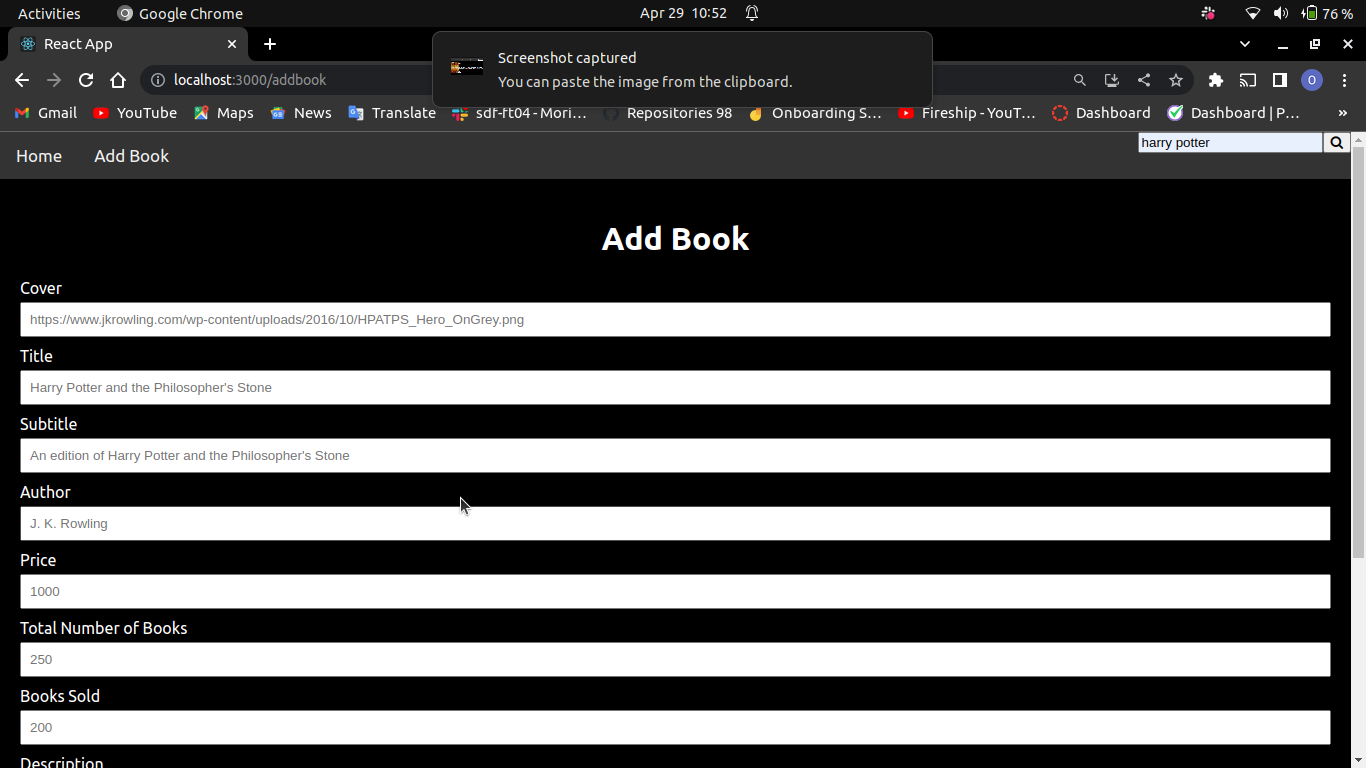 Activities
Google Chrome
Apr 29 10:52
76 %
React App
Screenshot captured
You can paste the image from the clipboard.
localhost:3000/addbook
O
Gmail
YouTube
Maps
News
Translate
sdf-ft04 - Mori…
Repositories 98
Onboarding S…
Fireship - YouT…
Dashboard
Dashboard | P…
»
Home
Add Book
harry potter
Add Book
Cover
https://www.jkrowling.com/wp-content/uploads/2016/10/HPATPS_Hero_OnGrey.png
Title
Harry Potter and the Philosopher's Stone
Subtitle
An edition of Harry Potter and the Philosopher's Stone
Author
J. K. Rowling
Price
1000
Total Number of Books
250
Books Sold
200
Description